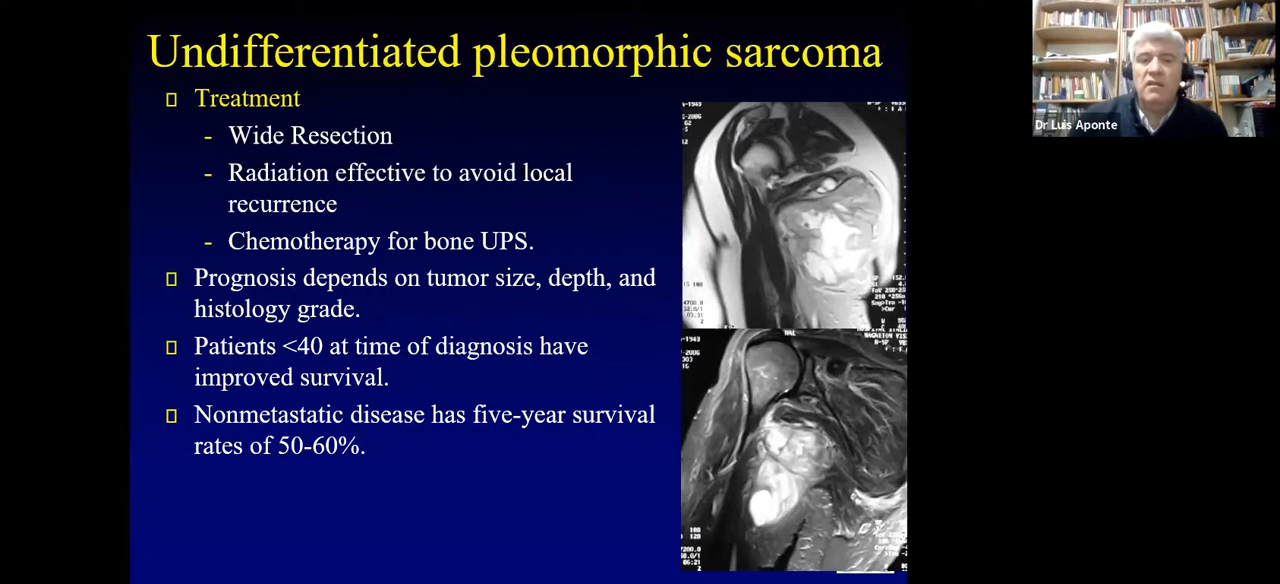 Undifferentiated pleomorphic sarcoma
Treatment
- Wide Resection
- Radiation effective to avoid local
recurrence
- Chemotherapy for bone UPS.
Prognosis depends on tumor size, depth, and
histology grade.
Patients <40 at time of diagnosis have
improved survival.
Nonmetastatic disease has five-year survival
rates of 50-60%.
Dr Luis Aponte